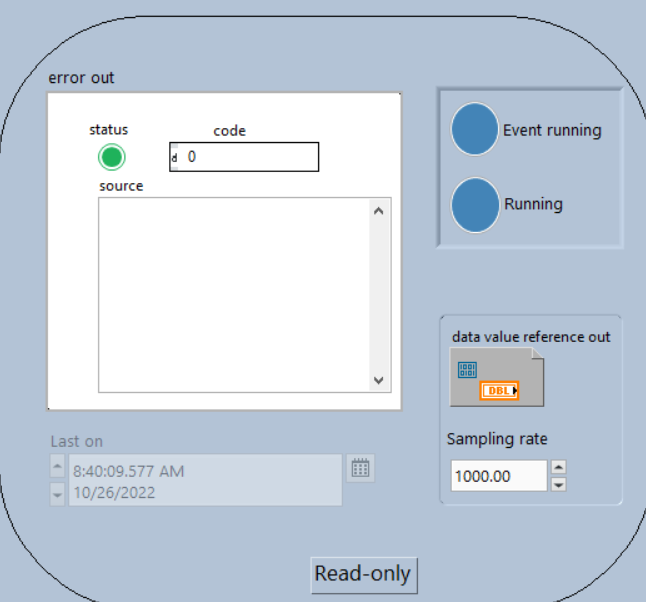 error out
status
code
d 0
source
Event running
Running
data value reference out
DBL
Sampling rate
1000.00
Last on
8:40:09.577 AM
10/26/2022
Read-only